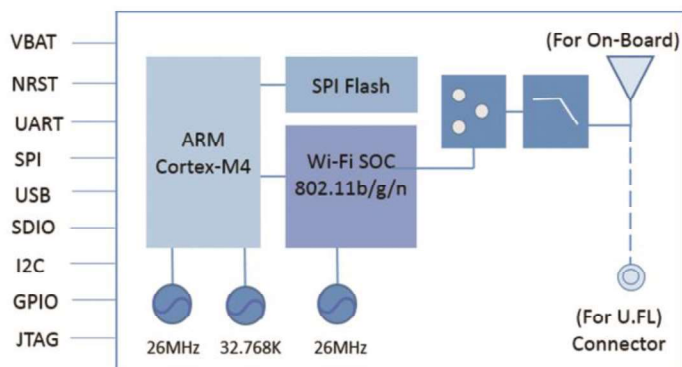 VBAT
NRST
UART
SPI
USB
SDIO
I2C
GPIO
JTAG
ARM
Cortex-M4
SPI Flash
Wi-Fi SOC
802.11b/g/n
26MHz
32.768K
26MHz
(For On-Board)
(For U.FL)
Connector